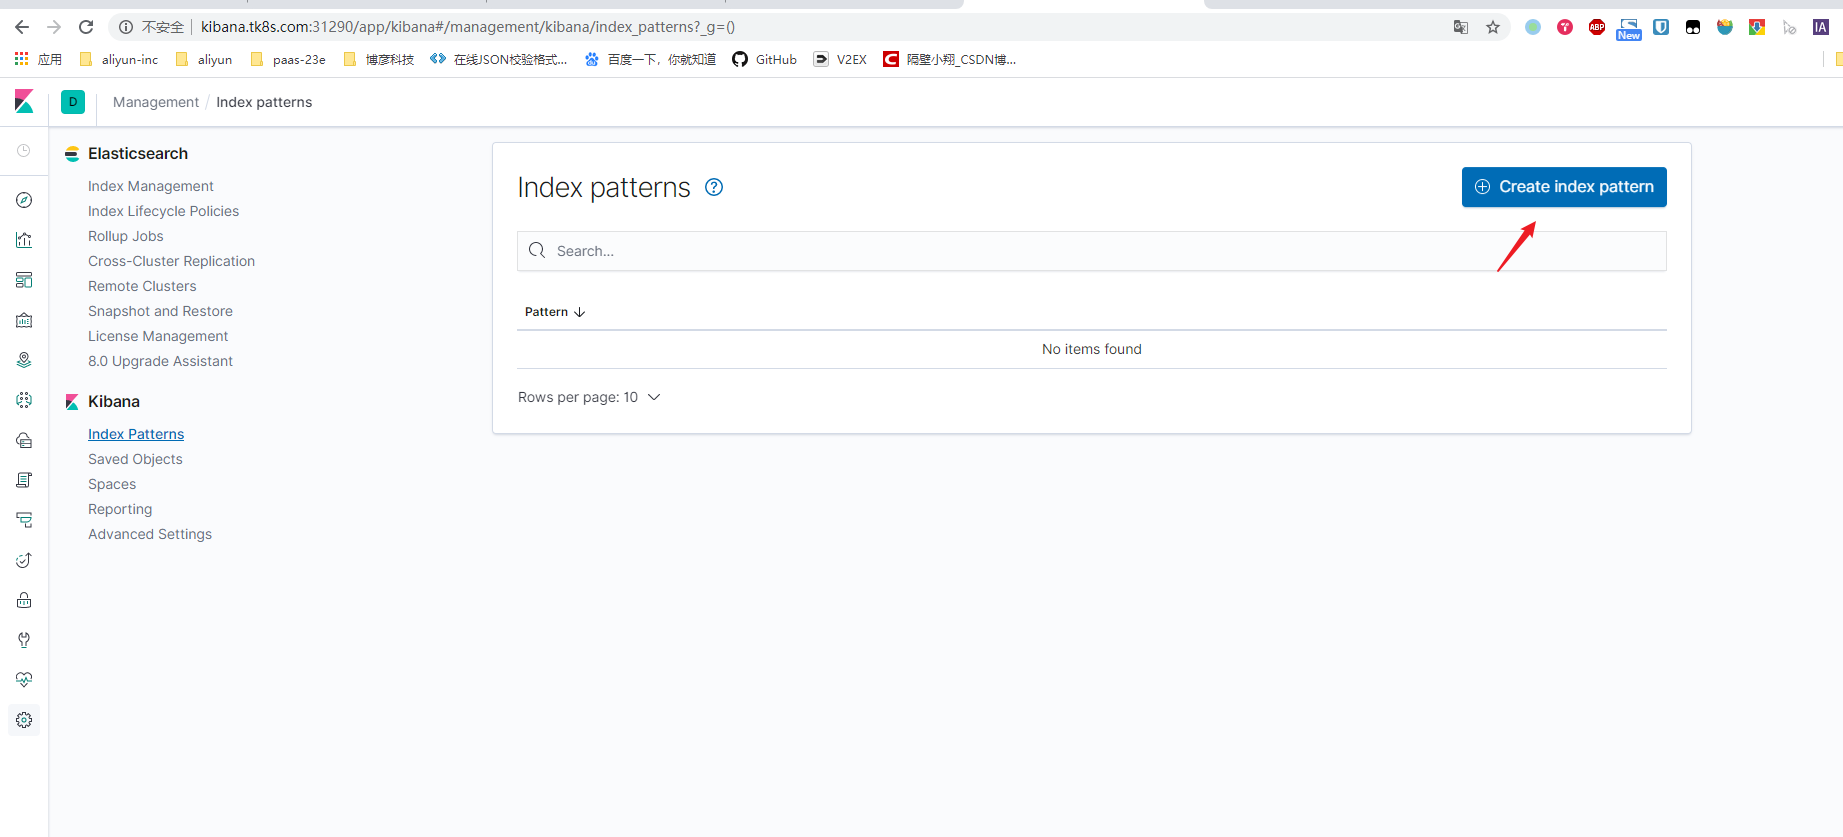 不安全 kibana.tk8s.com:31290/app/kibana#/management/kibana/index_patterns?_g=() ABP New IA
应用 aliyun-inc aliyun paas-23e 博彦科技 在线JSON校验格式... 百度一下，你就知道 GitHub V2EX 隔壁小翔_CSDN博...
D Management / Index patterns
Elasticsearch
Index Management
Index Lifecycle Policies
Rollup Jobs
Cross-Cluster Replication
Remote Clusters
Snapshot and Restore
License Management
8.0 Upgrade Assistant
Kibana
Index Patterns
Saved Objects
Spaces
Reporting
Advanced Settings
Index patterns
Create index pattern
Search...
Pattern
No items found
Rows per page: 10